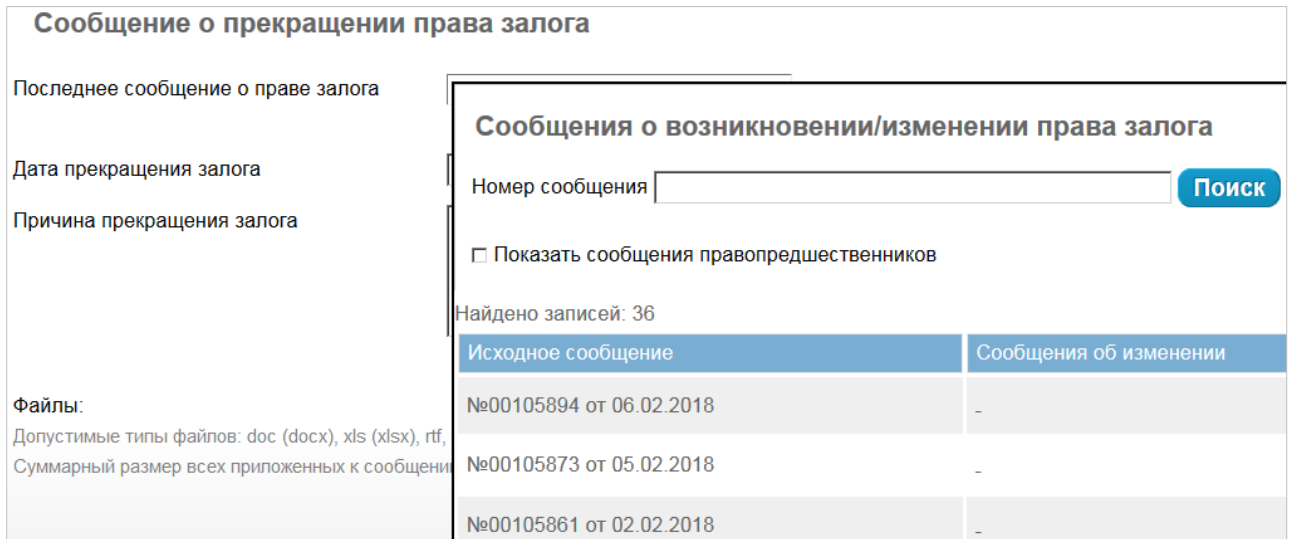 Сообщение о прекращении права залога
Последнее сообщение о праве залога
Дата прекращения залога
Причина прекращения залога
Файлы:
Допустимые типы файлов: doc (docx), xls (xlsx), rtf,
Суммарный размер всех приложенных к
Сообщения о возникновении/изменении права залога
Номер сообщения Поиск
Показать сообщения правопредшественников
Найдено записей: 36
Исходное сообщение Сообщения об изменении
№00105894 от 06.02.2018 -
№00105873 от 05.02.2018 -
№00105861 от 02.02.2018 -